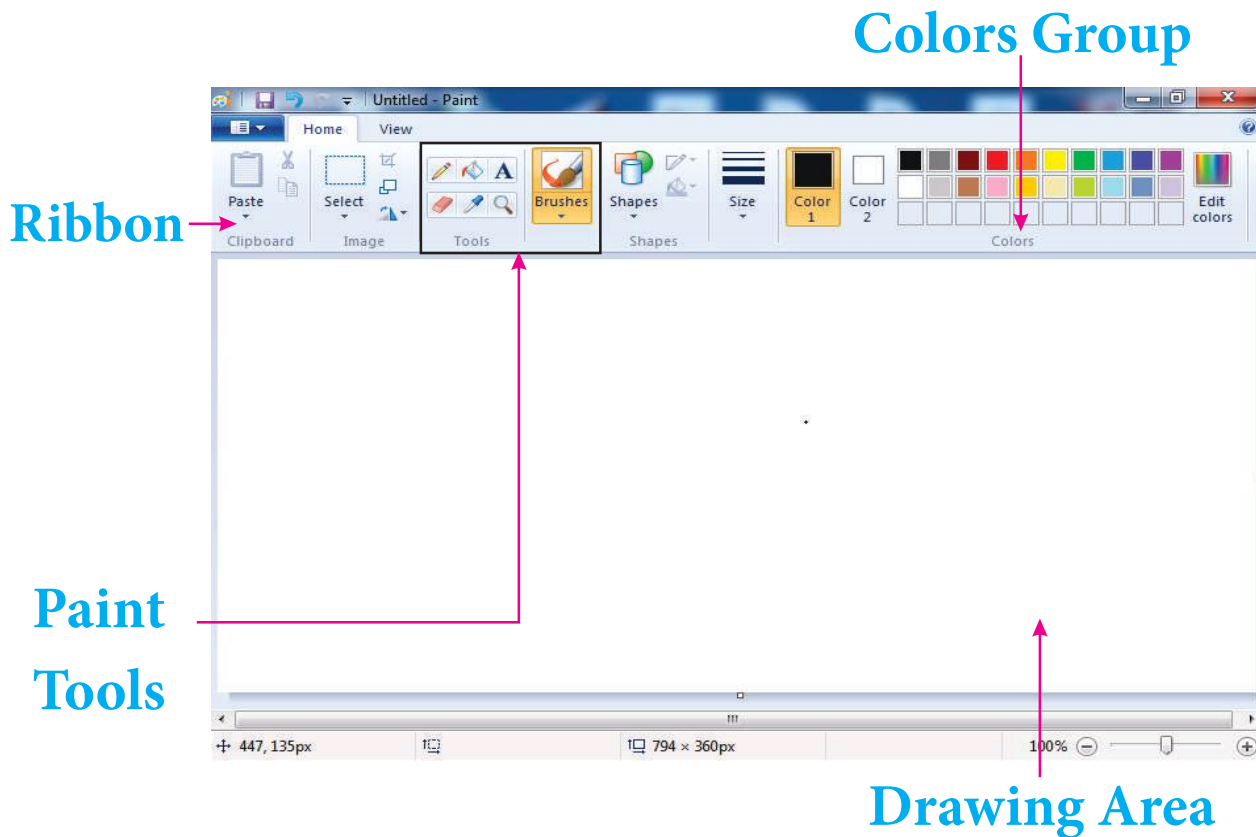 Colors Group
Untitled - Paint
Home View
A
Paste
Select
Brushes
Shapes
Size
Color 1
Color 2
Edit colors
Clipboard
Image
Tools
Shapes
Colors
Ribbon
Paint
Tools
447, 135px
794 × 360px
100%
Drawing Area